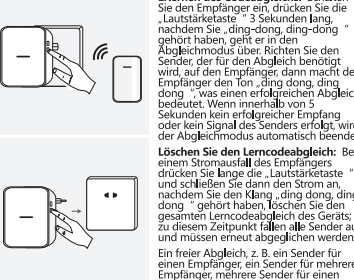 Sie den Empfänger ein, drücken Sie die
„Lautstärketaste “ 3 Sekunden lang,
nachdem Sie „ding-dong, ding-dong “
gehört haben, geht er in den
Abgleichmodus über. Richten Sie den
Sender, der für den Abgleich benötigt
wird, auf den Empfänger, dann macht de
Empfänger den Ton „ding dong, ding
dong “, was einen erfolgreichen Abgleic
bedeutet. Wenn innerhalb von 5
Sekunden kein erfolgreicher Empfang
oder kein Signal des Senders erfolgt, wird
der Abgleichmodus automatisch beende
Löschen Sie den Lerncodeabgleich: Be
einem Stromausfall des Empfängers
drücken Sie lange die „Lautstärketaste “
und schließen Sie dann den Strom an,
nachdem Sie den Klang „ding dong, ding
dong “ gehört haben, löschen Sie den
gesamten Lerncodeabgleich des Geräts;
zu diesem Zeitpunkt fallen alle Sender au
und müssen erneut abgeglichen werden
Ein freier Abgleich, z. B. ein Sender für
einen Empfänger, ein Sender für mehrere
Empfänger, mehrere Sender für einen